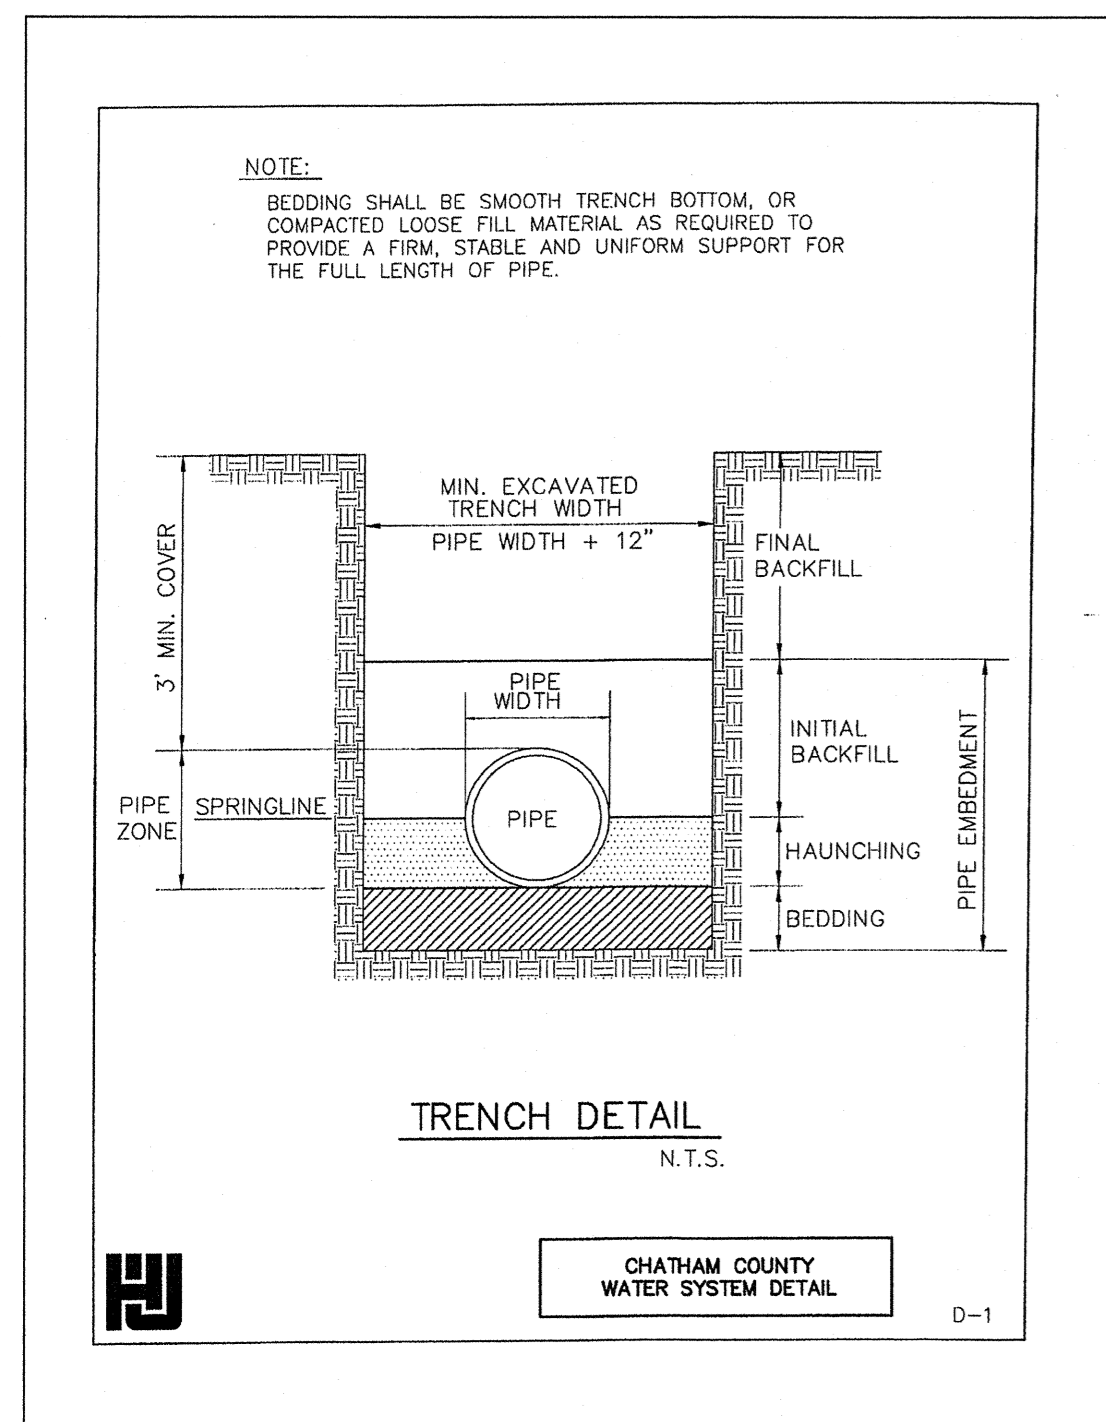 NOTE:
BEDDING SHALL BE SMOOTH TRENCH BOTTOM, OR
COMPACTED LOOSE FILL MATERIAL AS REQUIRED TO
PROVIDE A FIRM, STABLE AND UNIFORM SUPPORT FOR
THE FULL LENGTH OF PIPE.
MIN. EXCAVATED
TRENCH WIDTH
PIPE WIDTH + 12"
3' MIN. COVER
FINAL
BACKFILL
PIPE
WIDTH
INITIAL
BACKFILL
PIPE EMBEDMENT
PIPE
ZONE
SPRINGLINE
PIPE
HAUNCHING
BEDDING
TRENCH DETAIL
N.T.S.
HJ
CHATHAM COUNTY
WATER SYSTEM DETAIL
D-1